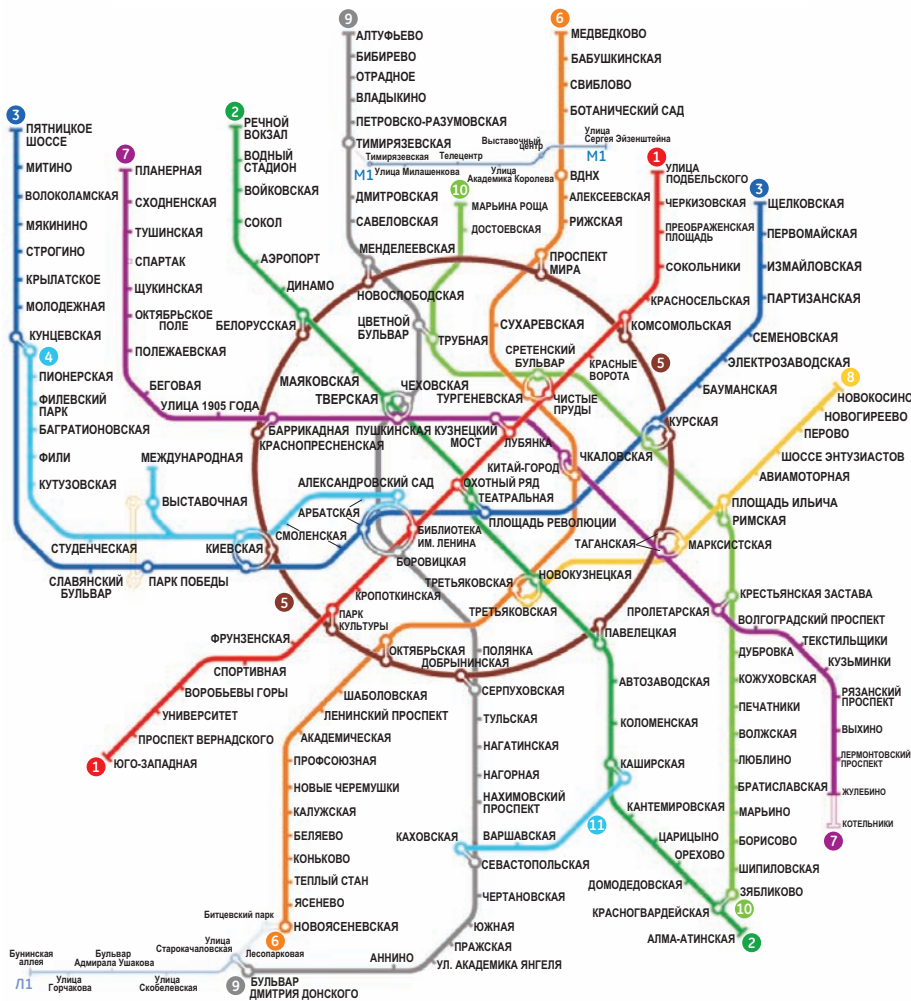 9
АЛТУФЬЕВО
БИБИРЕВО
ОТРАДНОЕ
ВЛАДЫКИНО
ПЕТРОВСКО-РАЗУМОВСКАЯ
ТИМИРЯЗЕВСКАЯ
ДМИТРОВСКАЯ
САВЕЛОВСКАЯ
МЕНДЕЛЕЕВСКАЯ
НОВОСЛОБОДСКАЯ
ЦВЕТНОЙ
БУЛЬВАР
6
МЕДВЕДКОВО
БАБУШКИНСКАЯ
СВИБЛОВО
БОТАНИЧЕСКИЙ САД
ВДНХ
АЛЕКСЕЕВСКАЯ
РИЖСКАЯ
ПРОСПЕКТ
МИРА
СУХАРЕВСКАЯ
Выставочный
центр
Улица
Сергея Эйзенштейна
Тимирязевская
Телецентр
М1
М1
Улица Милашенкова
Улица
Академика Королева
3
ПЯТНИЦКОЕ
ШОССЕ
МИТИНО
ВОЛОКОЛАМСКАЯ
МЯКИНИНО
СТРОГИНО
КРЫЛАТСКОЕ
МОЛОДЕЖНАЯ
КУНЦЕВСКАЯ
4
ПИОНЕРСКАЯ
ФИЛЕВСКИЙ
ПАРК
БАГРАТИОНОВСКАЯ
ФИЛИ
КУТУЗОВСКАЯ
СТУДЕНЧЕСКАЯ
СЛАВЯНСКИЙ
БУЛЬВАР
ПАРК ПОБЕДЫ
МЕЖДУНАРОДНАЯ
ВЫСТАВОЧНАЯ
КИЕВСКАЯ
7
ПЛАНЕРНАЯ
СХОДНЕНСКАЯ
ТУШИНСКАЯ
СПАРТАК
ЩУКИНСКАЯ
ОКТЯБРЬСКОЕ
ПОЛЕ
ПОЛЕЖАЕВСКАЯ
БЕГОВАЯ
УЛИЦА 1905 ГОДА
БАРРИКАДНАЯ
КРАСНОПРЕСНЕНСКАЯ
2
РЕЧНОЙ
ВОКЗАЛ
ВОДНЫЙ
СТАДИОН
ВОЙКОВСКАЯ
СОКОЛ
АЭРОПОРТ
ДИНАМО
БЕЛОРУССКАЯ
МАЯКОВСКАЯ
ТВЕРСКАЯ
ЧЕХОВСКАЯ
ПУШКИНСКАЯ
КУЗНЕЦКИЙ
МОСТ
10
МАРЬИНА РОЩА
ДОСТОЕВСКАЯ
ТРУБНАЯ
СРЕТЕНСКИЙ
БУЛЬВАР
ТУРГЕНЕВСКАЯ
ЧИСТЫЕ
ПРУДЫ
1
УЛИЦА
ПОДБЕЛЬСКОГО
ЧЕРКИЗОВСКАЯ
ПРЕОБРАЖЕНСКАЯ
ПЛОЩАДЬ
СОКОЛЬНИКИ
КРАСНОСЕЛЬСКАЯ
КОМСОМОЛЬСКАЯ
КРАСНЫЕ
ВОРОТА
5
3
ЩЕЛКОВСКАЯ
ПЕРВОМАЙСКАЯ
ИЗМАЙЛОВСКАЯ
ПАРТИЗАНСКАЯ
СЕМЕНОВСКАЯ
ЭЛЕКТРОЗАВОДСКАЯ
БАУМАНСКАЯ
КУРСКАЯ
8
НОВОКОСИНО
НОВОГИРЕЕВО
ПЕРОВО
ШОССЕ ЭНТУЗИАСТОВ
АВИАМОТОРНАЯ
ПЛОЩАДЬ ИЛЬИЧА
РИМСКАЯ
ЛУБЯНКА
ЧКАЛОВСКАЯ
КИТАЙ-ГОРОД
ОХОТНЫЙ РЯД
ТЕАТРАЛЬНАЯ
ПЛОЩАДЬ РЕВОЛЮЦИИ
АЛЕКСАНДРОВСКИЙ САД
АРБАТСКАЯ
СМОЛЕНСКАЯ
БИБЛИОТЕКА
ИМ. ЛЕНИНА
БОРОВИЦКАЯ
ТАГАНСКАЯ
МАРКСИСТСКАЯ
ТРЕТЬЯКОВСКАЯ
НОВОКУЗНЕЦКАЯ
ТРЕТЬЯКОВСКАЯ
КРОПОТКИНСКАЯ
5
ПАРК
КУЛЬТУРЫ
ФРУНЗЕНСКАЯ
СПОРТИВНАЯ
ВОРОБЬЕВЫ ГОРЫ
УНИВЕРСИТЕТ
ПРОСПЕКТ ВЕРНАДСКОГО
1
ЮГО-ЗАПАДНАЯ
ОКТЯБРЬСКАЯ
ДОБРЫНИНСКАЯ
ПОЛЯНКА
ПАВЕЛЕЦКАЯ
ПРОЛЕТАРСКАЯ
КРЕСТЬЯНСКАЯ ЗАСТАВА
ВОЛГОГРАДСКИЙ ПРОСПЕКТ
ТЕКСТИЛЬЩИКИ
КУЗЬМИНКИ
РЯЗАНСКИЙ
ПРОСПЕКТ
ВЫХИНО
ЛЕРМОНТОВСКИЙ
ПРОСПЕКТ
ЖУЛЕБИНО
КОТЕЛЬНИКИ
7
ДУБРОВКА
КОЖУХОВСКАЯ
ПЕЧАТНИКИ
ВОЛЖСКАЯ
ЛЮБЛИНО
БРАТИСЛАВСКАЯ
МАРЬИНО
БОРИСОВО
ШИПИЛОВСКАЯ
ЗЯБЛИКОВО
10
АВТОЗАВОДСКАЯ
КОЛОМЕНСКАЯ
КАШИРСКАЯ
КАНТЕМИРОВСКАЯ
ЦАРИЦЫНО
ОРЕХОВО
ДОМОДЕДОВСКАЯ
КРАСНОГВАРДЕЙСКАЯ
АЛМА-АТИНСКАЯ
2
11
КАХОВСКАЯ
ВАРШАВСКАЯ
СЕРПУХОВСКАЯ
ТУЛЬСКАЯ
НАГАТИНСКАЯ
НАГОРНАЯ
НАХИМОВСКИЙ
ПРОСПЕКТ
СЕВАСТОПОЛЬСКАЯ
ЧЕРТАНОВСКАЯ
ЮЖНАЯ
ПРАЖСКАЯ
УЛ. АКАДЕМИКА ЯНГЕЛЯ
АННИНО
9
БУЛЬВАР
ДМИТРИЯ ДОНСКОГО
ШАБОЛОВСКАЯ
ЛЕНИНСКИЙ ПРОСПЕКТ
АКАДЕМИЧЕСКАЯ
ПРОФСОЮЗНАЯ
НОВЫЕ ЧЕРЕМУШКИ
КАЛУЖСКАЯ
БЕЛЯЕВО
КОНЬКОВО
ТЕПЛЫЙ СТАН
ЯСЕНЕВО
НОВОЯСЕНЕВСКАЯ
6
Битцевский парк
Лесопарковая
Улица
Старокачаловская
Улица
Скобелевская
Бульвар
Адмирала Ушакова
Улица
Горчакова
Бунинская
аллея
Л1